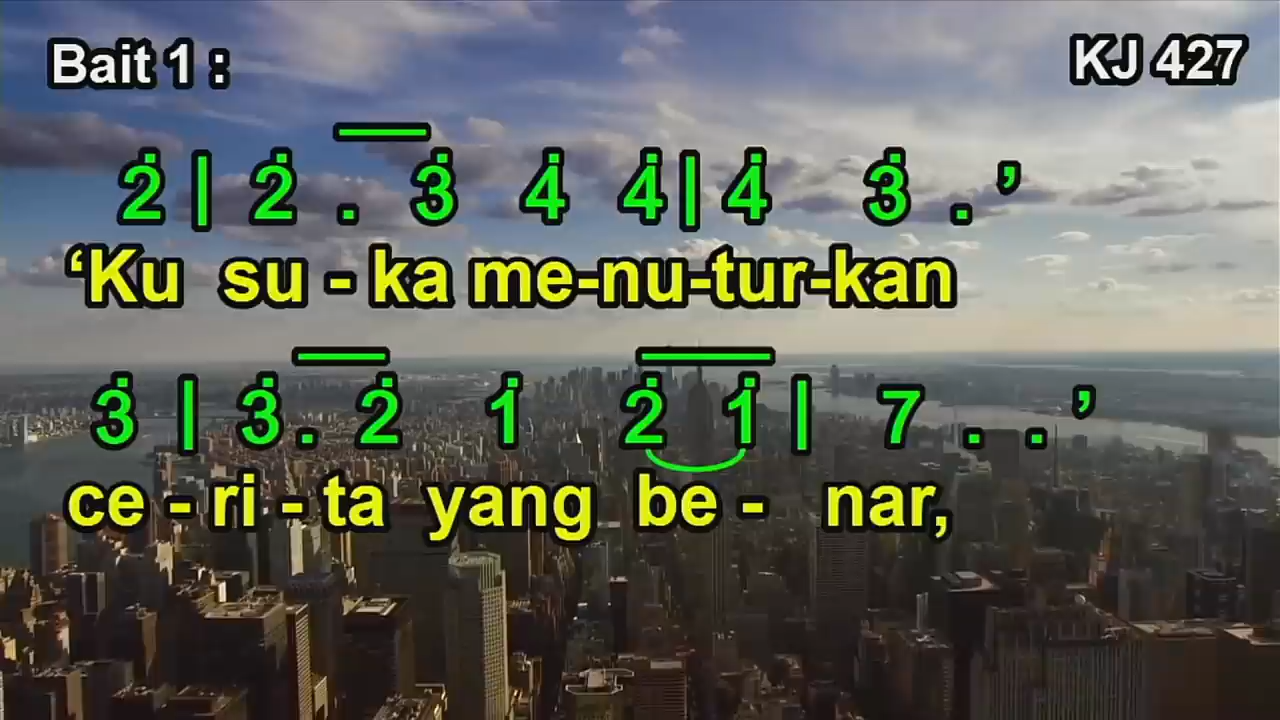 Bait 1 :
KJ 427
2̇ | 2̇ . 3̇ 4̇ 4̇ | 4̇ 3̇ . ’
‘Ku su - ka me-nu-tur-kan
3̇ | 3̇ . 2̇ 1̇ 2̇ 1̇ | 7 . . ’
ce - ri - ta yang be - nar,